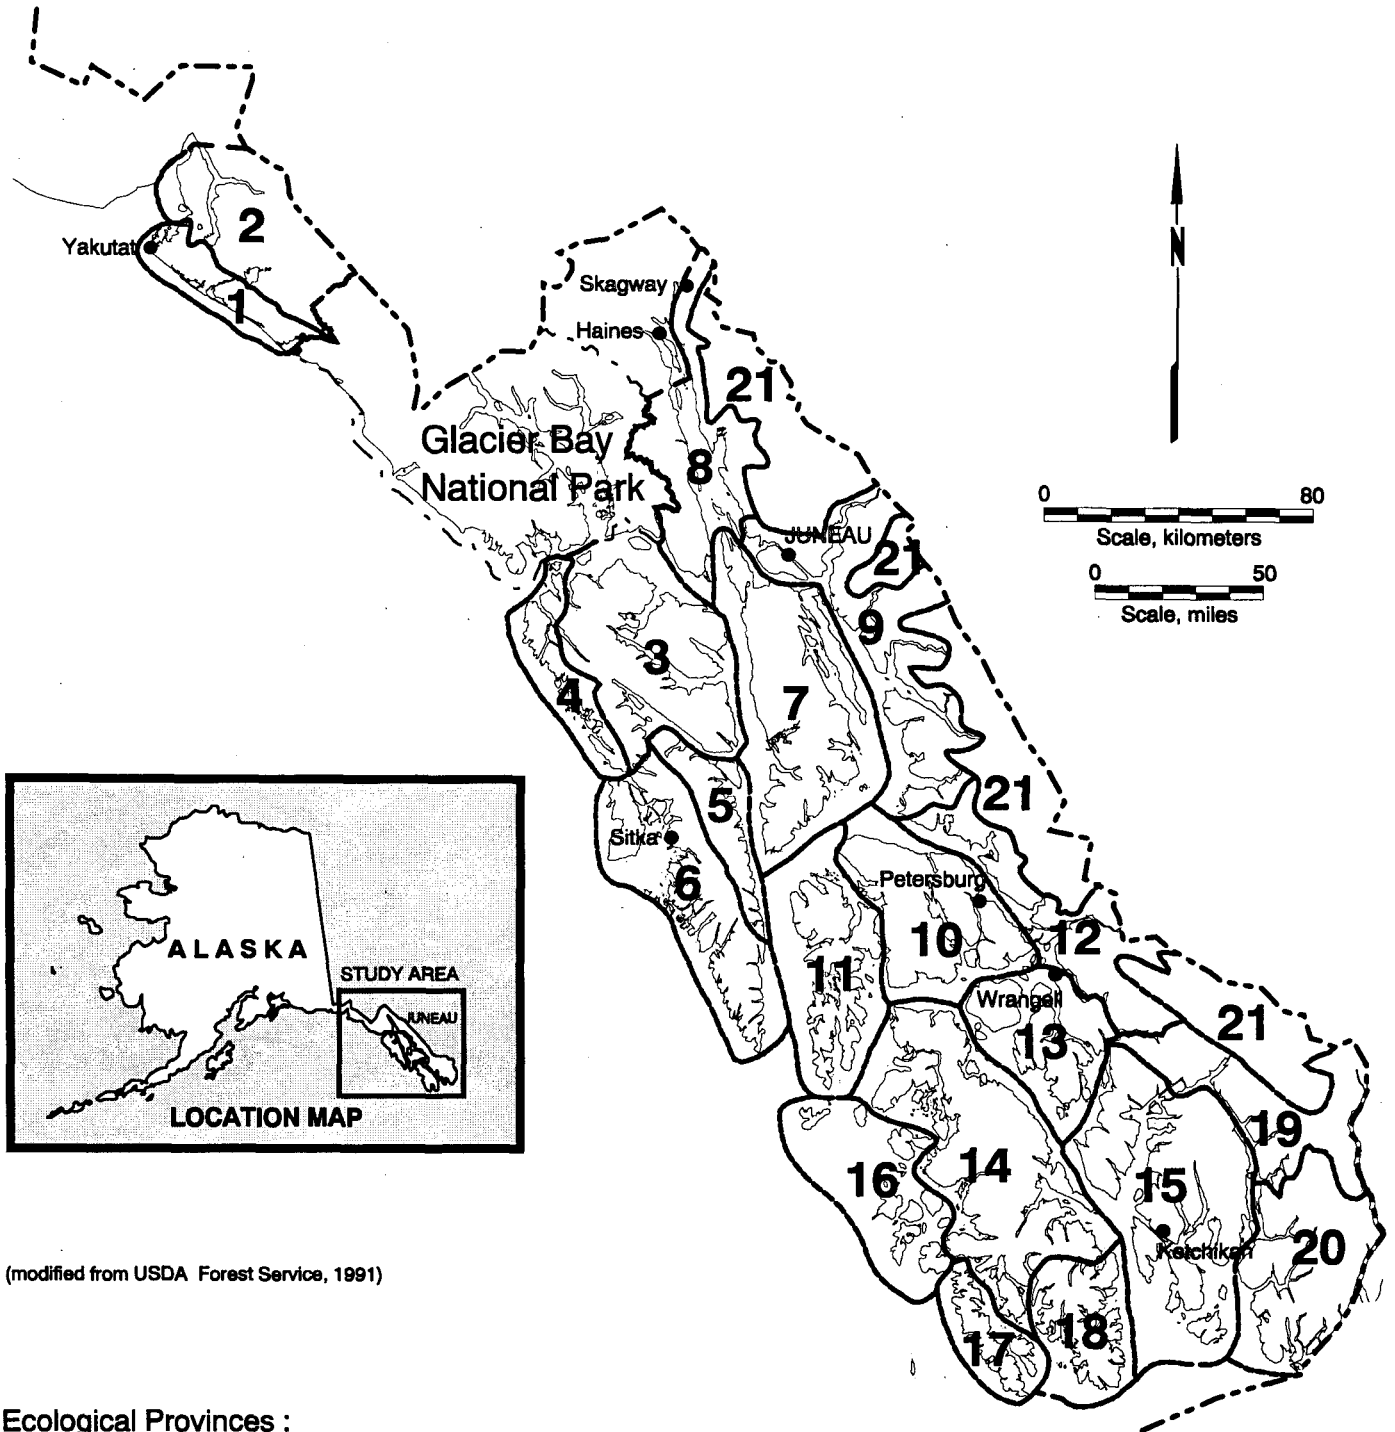 2
Yakutat
1
Skagway
Haines
N
21
Glacier Bay
National Park
8
0 80
Scale, kilometers
JUNEAU
21
0 50
Scale, miles
9
3
4
7
5
21
Sitka
6
Petersburg
10
12
11
Wrangell
13
21
ALASKA
STUDY AREA
JUNEAU
LOCATION MAP
19
14
16
15
Ketchikan
20
(modified from USDA Forest Service, 1991)
17
18
Ecological Provinces :